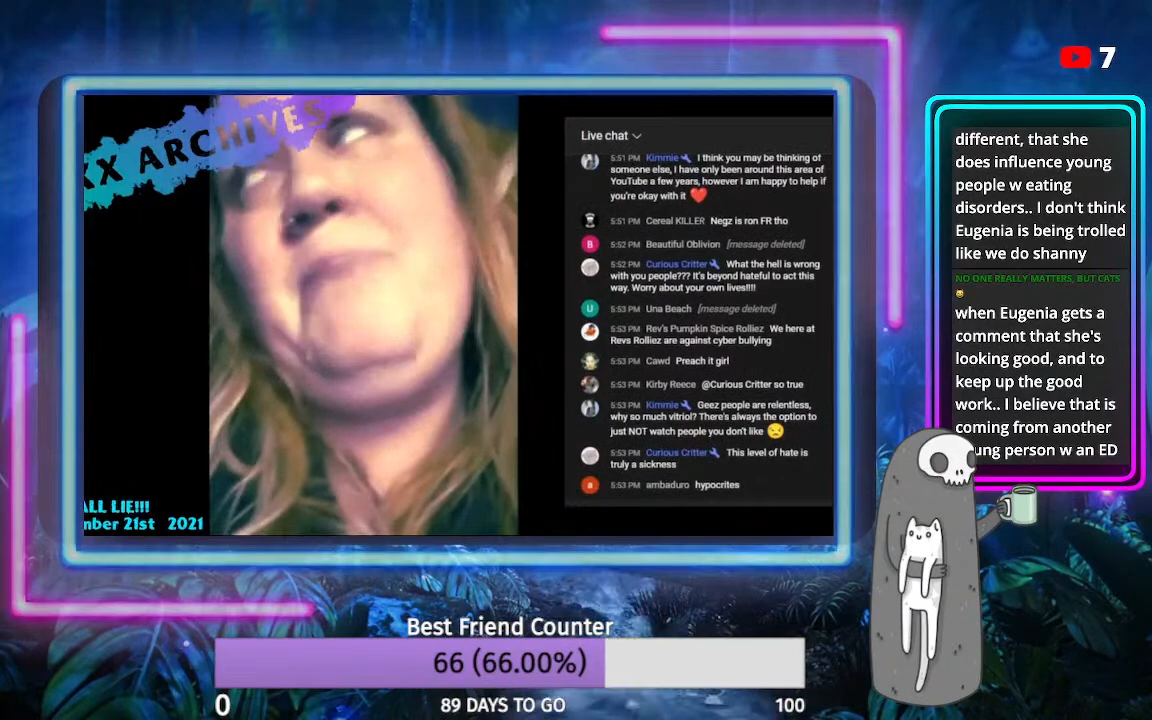 7
XX ARCHIVES
ALL LIE!!!
mber 21st 2021
Live chat
5:51 PM Kimmie I think you may be thinking of
someone else, I have only been around this area of
YouTube a few years, however I am happy to help if
you're okay with it ❤️
5:51 PM Cereal KILLER Negz is ron FR tho
B 5:52 PM Beautiful Oblivion [message deleted]
5:52 PM Curious Critter What the hell is wrong
with you people??? It's beyond hateful to act this
way. Worry about your own lives!!!!
U 5:53 PM Una Beach [message deleted]
5:53 PM Rev's Pumpkin Spice Rolliez We here at
Revs Rolliez are against cyber bullying
5:53 PM Cawd Preach it girl
5:53 PM Kirby Reece @Curious Critter so true
5:53 PM Kimmie Geez people are relentless,
why so much vitriol? There's always the option to
just NOT watch people you don't like 😒
5:53 PM Curious Critter This level of hate is
truly a sickness
a 5:53 PM ambaduro hypocrites
different, that she
does influence young
people w eating
disorders.. I don't think
Eugenia is being trolled
like we do shanny
NO ONE REALLY MATTERS, BUT CATS
🐱
when Eugenia gets a
comment that she's
looking good, and to
keep up the good
work.. I believe that is
coming from another
ung person w an ED
Best Friend Counter
66 (66.00%)
0 89 DAYS TO GO 100